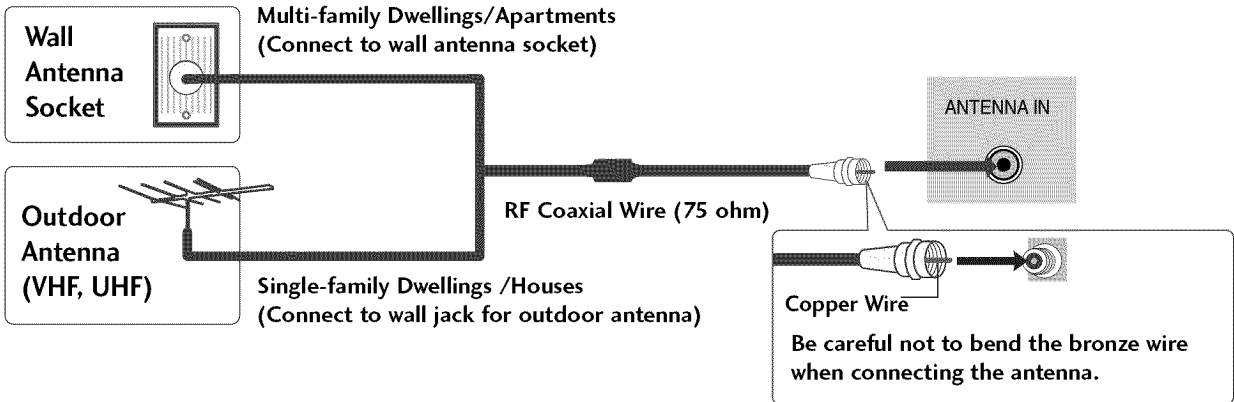 Wall
Antenna
Socket
Multi-family Dwellings/Apartments
(Connect to wall antenna socket)
ANTENNA IN
Outdoor
Antenna
(VHF, UHF)
RF Coaxial Wire (75 ohm)
Single-family Dwellings /Houses
(Connect to wall jack for outdoor antenna)
Copper Wire
Be careful not to bend the bronze wire
when connecting the antenna.